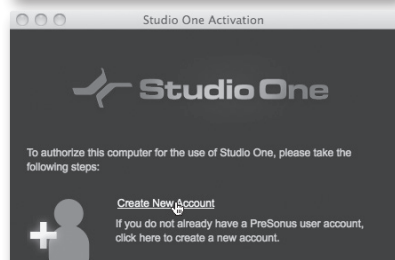 Studio One Activation
Studio One
To authorize this computer for the use of Studio One, please take the
following steps:
Create New Account
If you do not already have a PreSonus user account,
click here to create a new account.